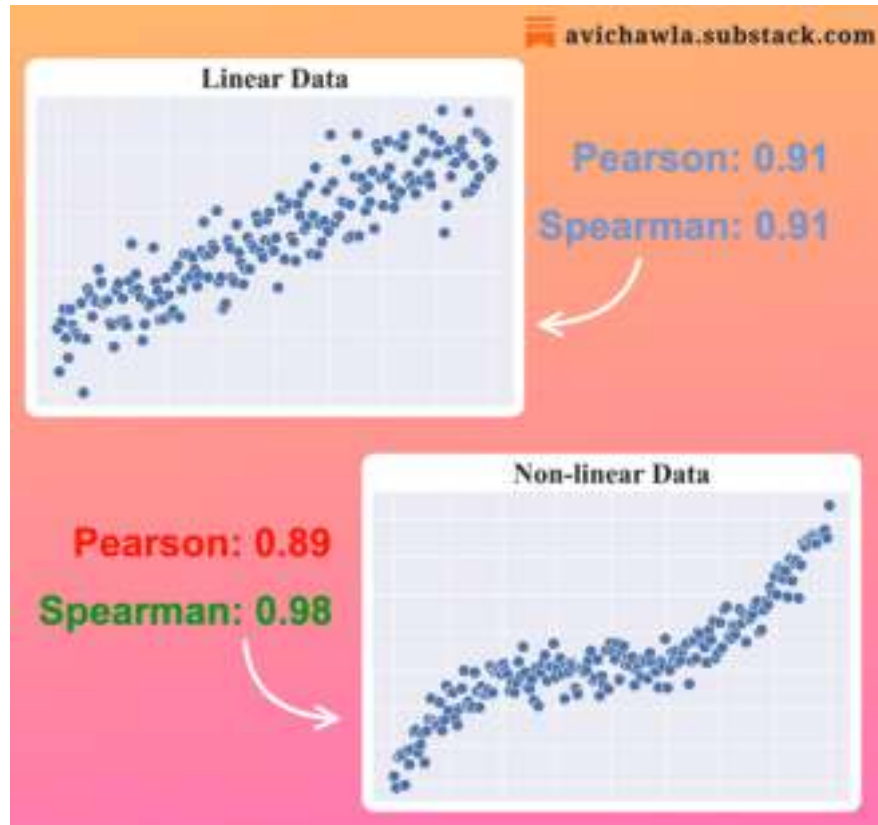 avichawla.substack.com
Linear Data
Pearson: 0.91
Spearman: 0.91
Non-linear Data
Pearson: 0.89
Spearman: 0.98